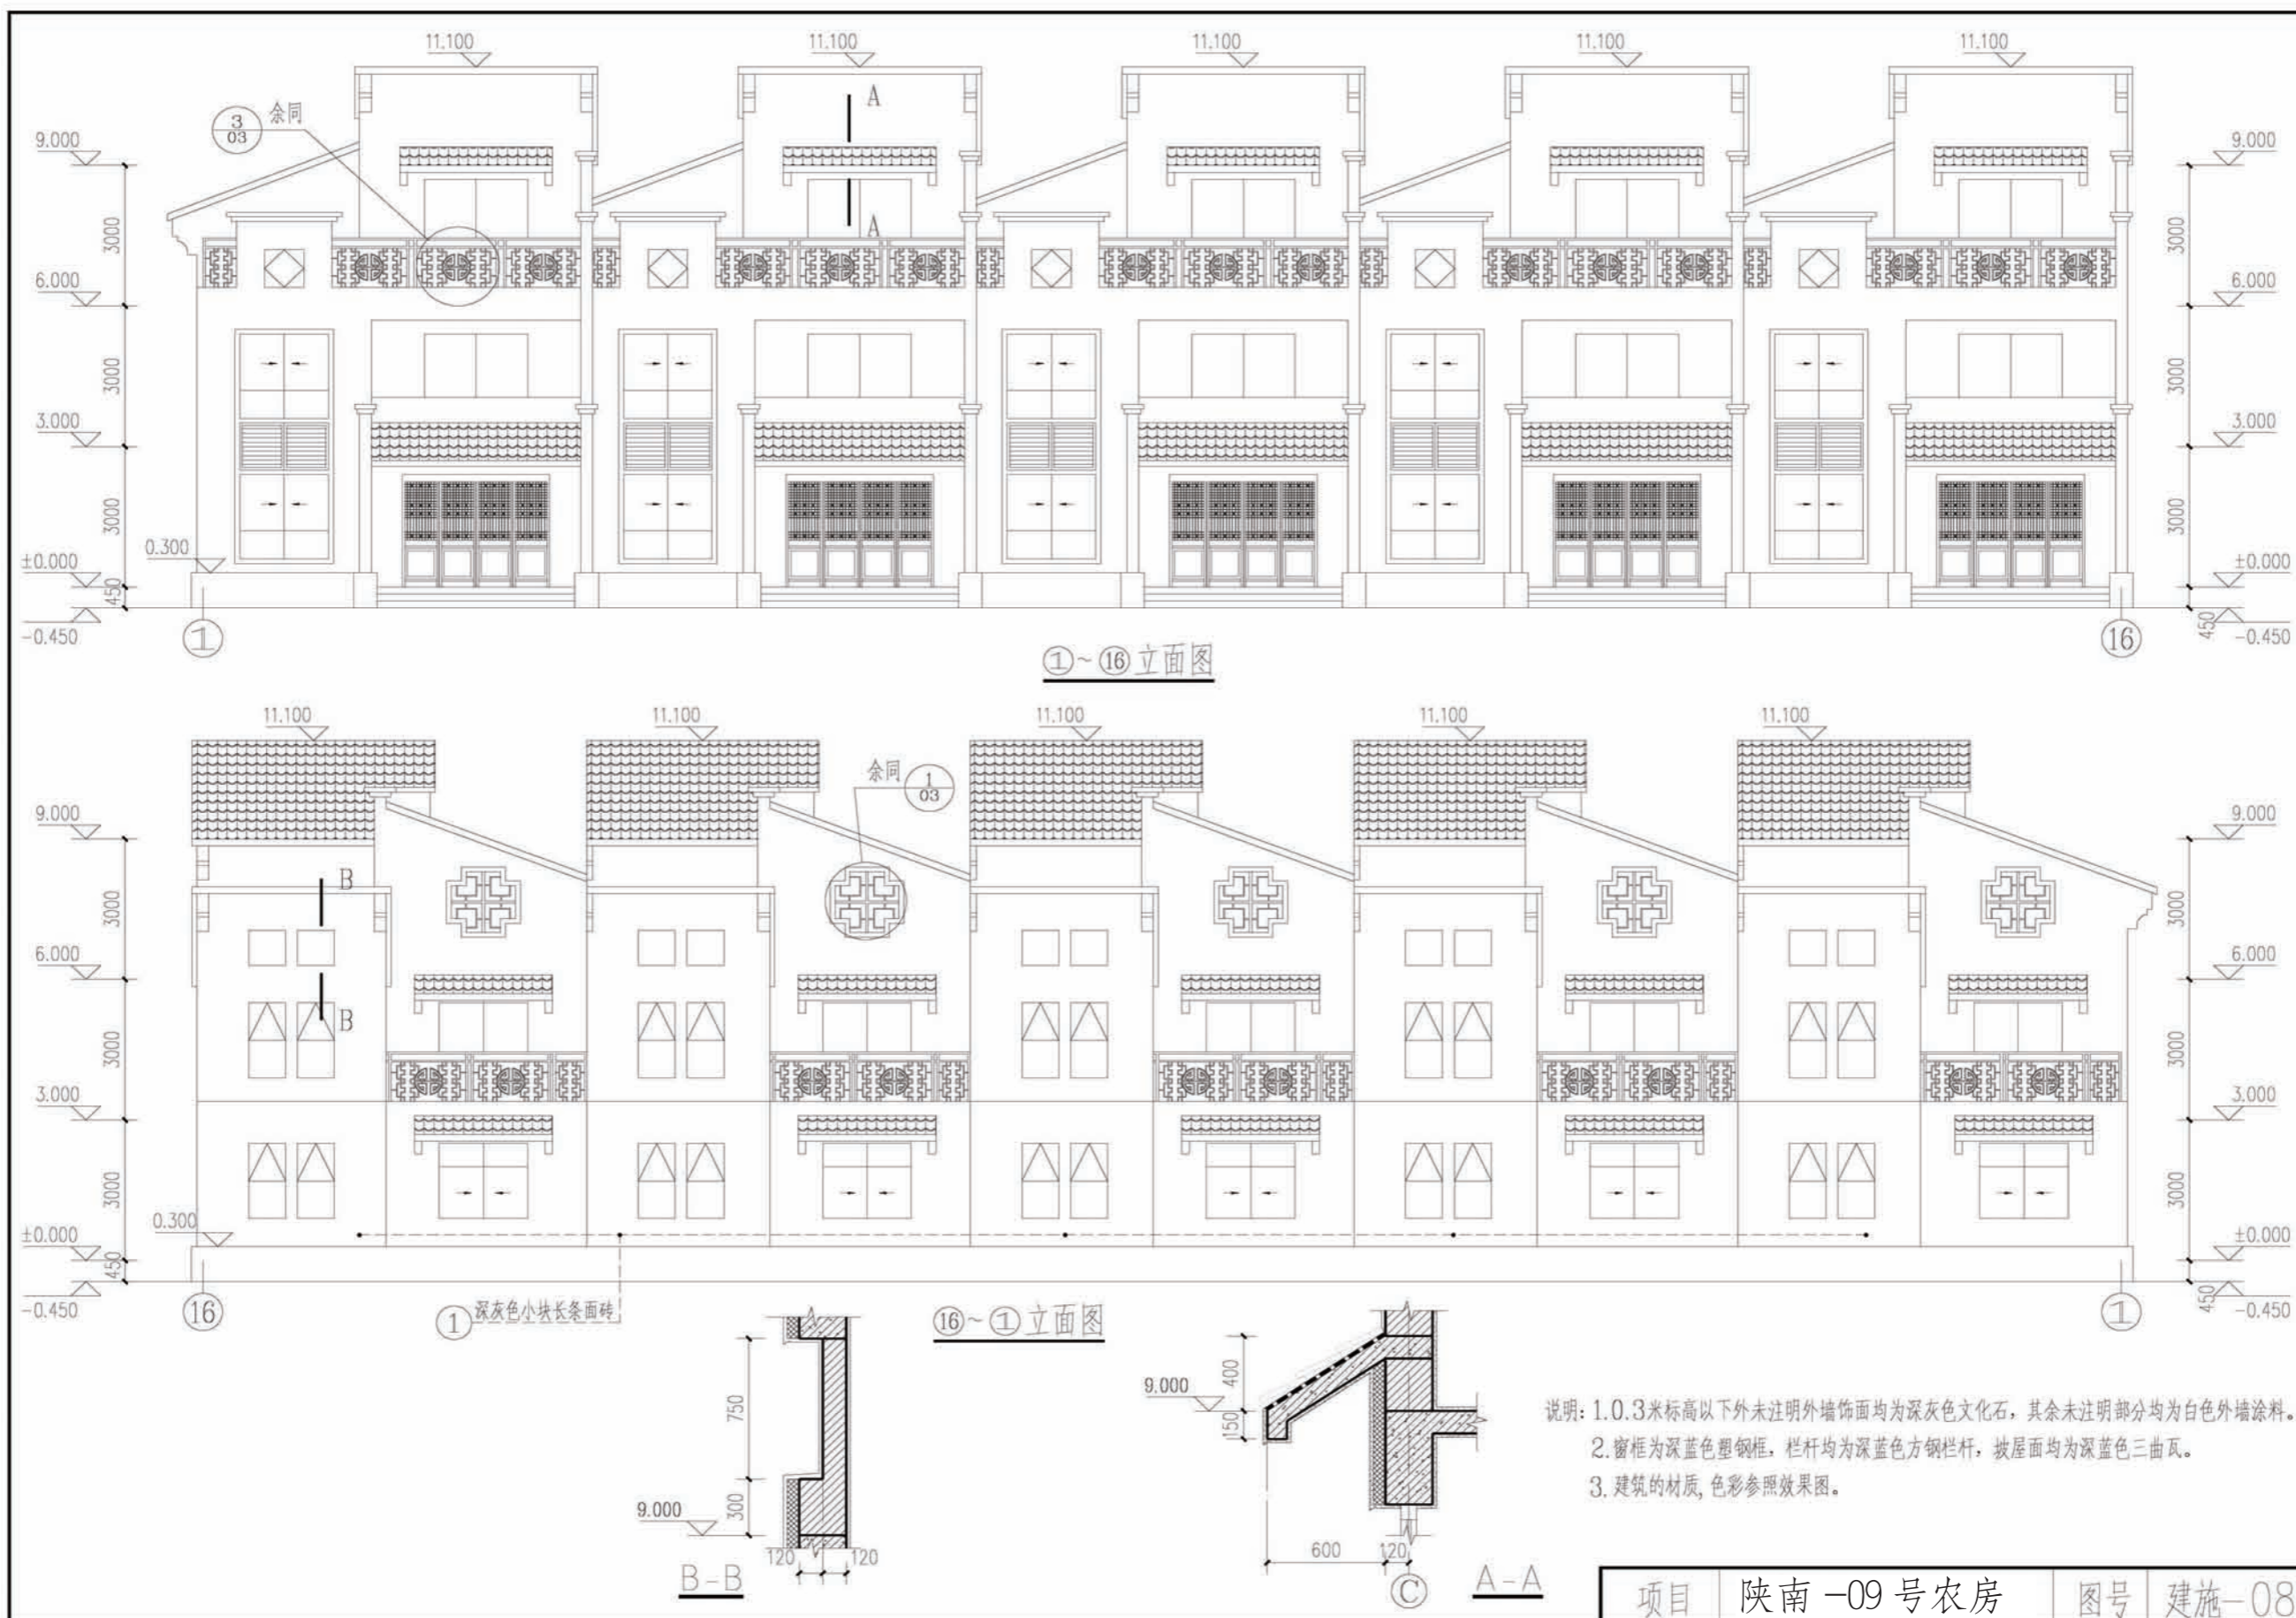 11.100 11.100 11.100 11.100 11.100
A
3
03
余同
9.000 9.000
A
3000 3000
6.000 6.000
3000 3000
3.000 3.000
3000 3000
0.300
±0.000 ±0.000
450 450
-0.450 -0.450
① ⑯
①~⑯立面图
11.100 11.100 11.100 11.100 11.100
余同
1
03
9.000 9.000
B
3000 3000
6.000 6.000
B
3000 3000
3.000 3.000
3000 3000
0.300
±0.000 ±0.000
450 450
-0.450 -0.450
⑯ ①
① 深灰色小块长条面砖
⑯~①立面图
750
300
9.000
120 120
B-B
400
9.000
150
600 120
C
A-A
说明: 1.0.3米标高以下外未注明外墙饰面均为深灰色文化石，其余未注明部分均为白色外墙涂料。
2.窗框为深蓝色塑钢框，栏杆均为深蓝色方钢栏杆，坡屋面均为深蓝色三曲瓦。
3.建筑的材质,色彩参照效果图。
项目 陕南-09号农房 图号 建施-08